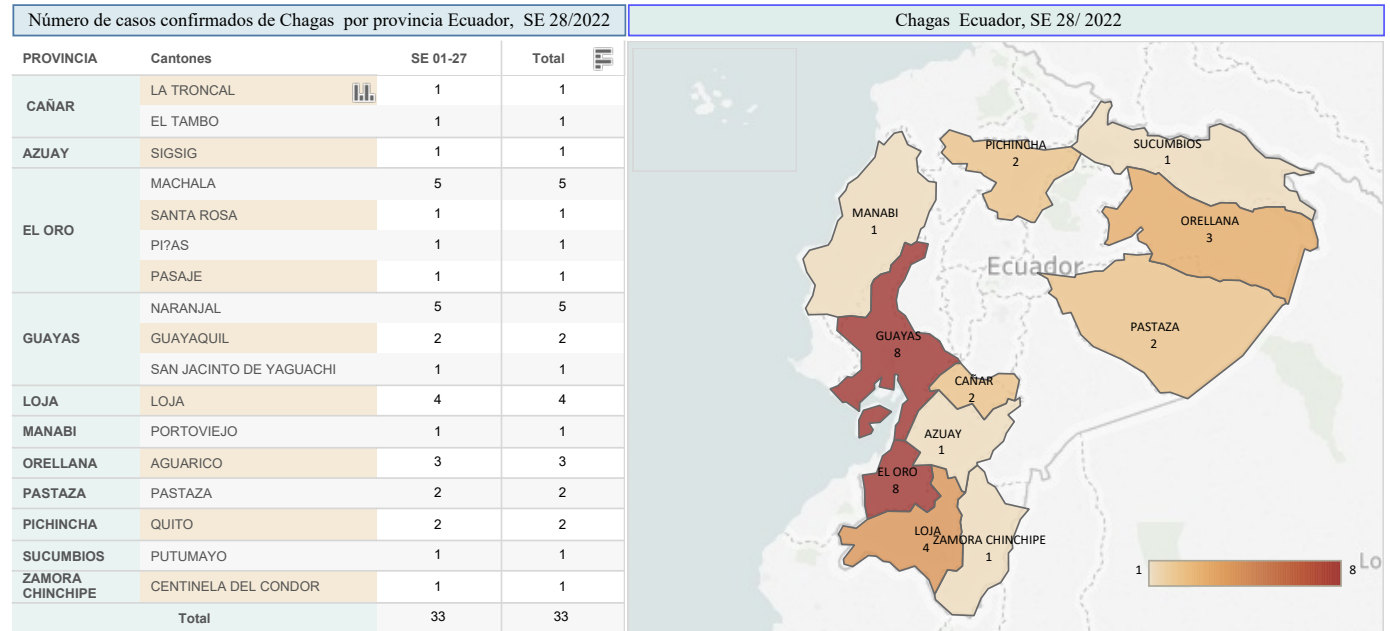 Número de casos confirmados de Chagas por provincia Ecuador, SE 28/2022
PROVINCIA Cantones SE 01-27 Total
CAÑAR
LA TRONCAL 1 1
EL TAMBO 1 1
AZUAY SIGSIG 1 1
EL ORO
MACHALA 5 5
SANTA ROSA 1 1
PI?AS 1 1
PASAJE 1 1
GUAYAS
NARANJAL 5 5
GUAYAQUIL 2 2
SAN JACINTO DE YAGUACHI 1 1
LOJA LOJA 4 4
MANABI PORTOVIEJO 1 1
ORELLANA AGUARICO 3 3
PASTAZA PASTAZA 2 2
PICHINCHA QUITO 2 2
SUCUMBIOS PUTUMAYO 1 1
ZAMORA
CHINCHIPE
CENTINELA DEL CONDOR 1 1
Total 33 33
Chagas Ecuador, SE 28/ 2022
PICHINCHA
2
SUCUMBIOS
1
MANABI
1
ORELLANA
3
Ecuador
PASTAZA
2
GUAYAS
8
CAÑAR
2
AZUAY
1
EL ORO
8
LOJA
4
ZAMORA CHINCHIPE
1
1 8
Lo